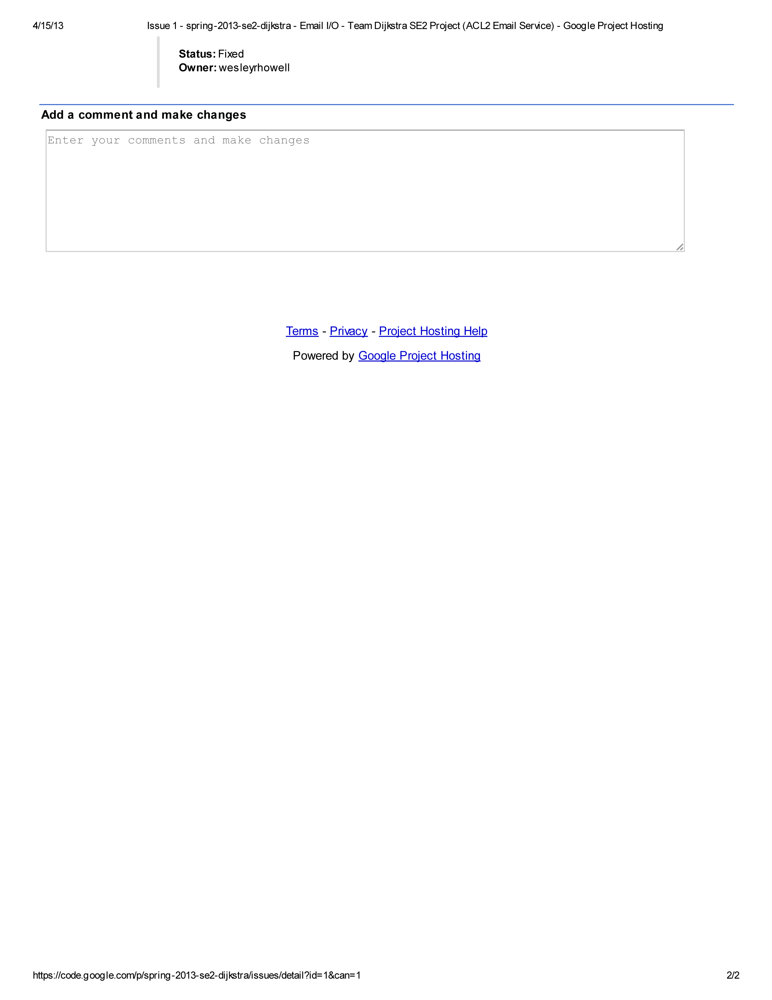 4/15/13 Issue 1 - spring-2013-se2-dijkstra - Email I/O - Team Dijkstra SE2 Project (ACL2 Email Service) - Google Project Hosting
Status: Fixed
Owner: wesleyrhowell
Add a comment and make changes
Enter your comments and make changes
Terms - Privacy - Project Hosting Help
Powered by Google Project Hosting
https://code.google.com/p/spring-2013-se2-dijkstra/issues/detail?id=1&can=1 2/2